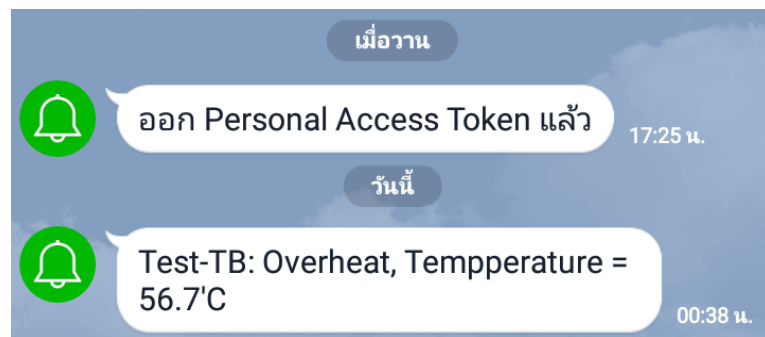 เมื่อวาน
ออก Personal Access Token แล้ว
17:25 น.
วันนี้
Test-TB: Overheat, Tempperature =
56.7'C
00:38 น.